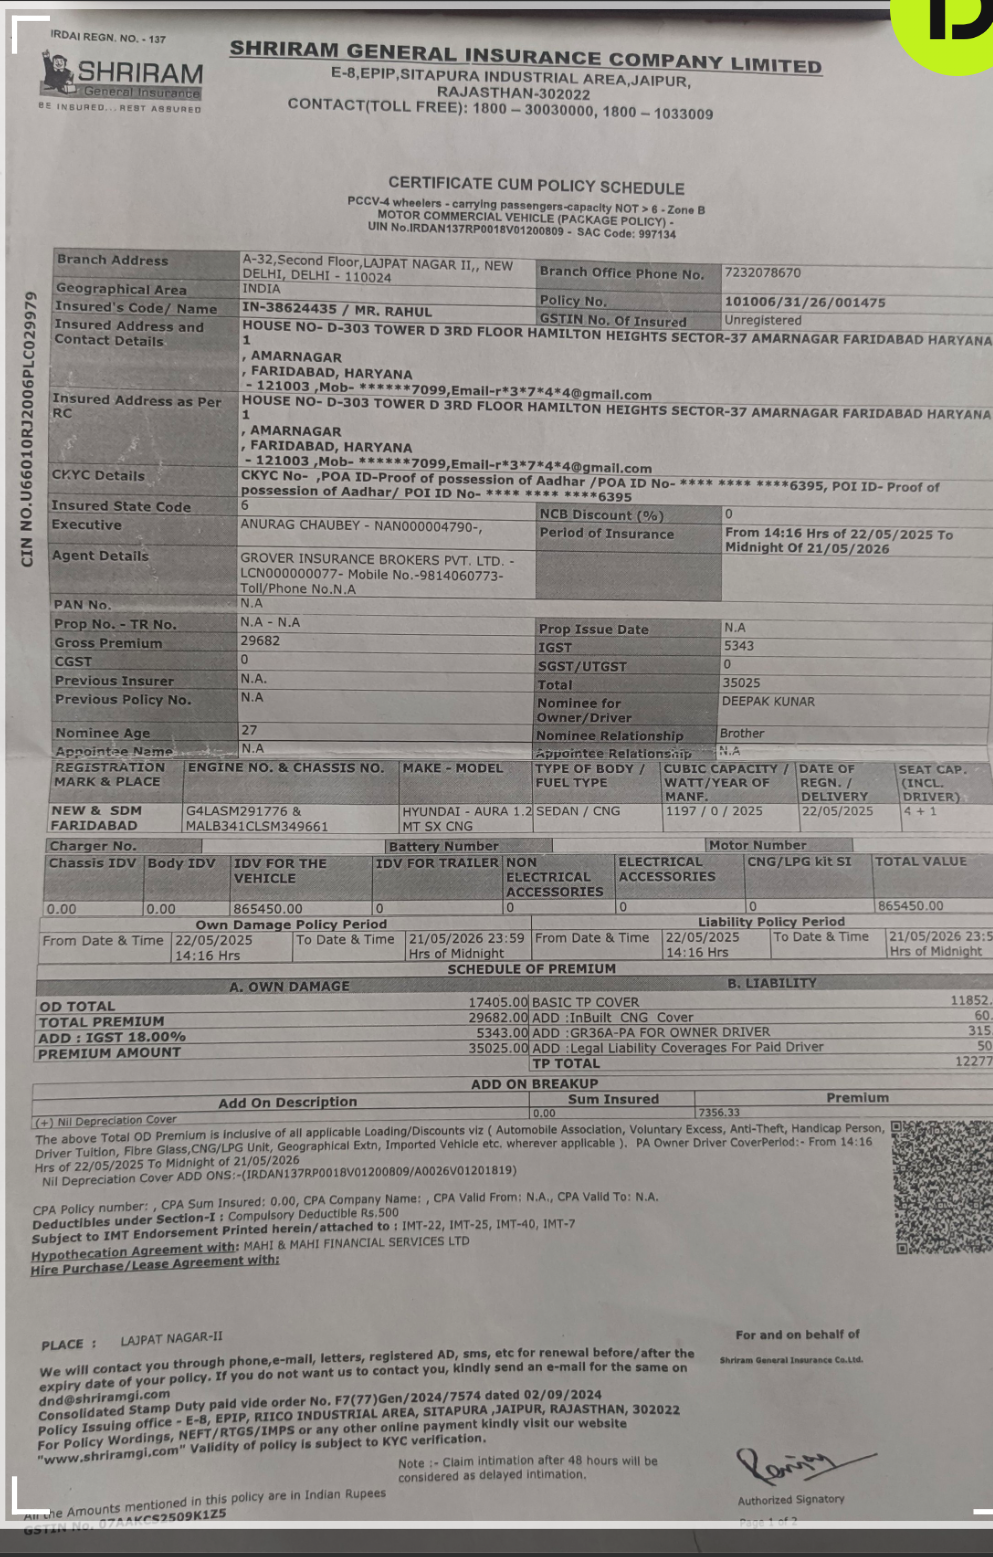 IRDAI REGN. NO. - 137
SHRIRAM
General Insurance
BE INSURED...REST ASSURED
SHRIRAM GENERAL INSURANCE COMPANY LIMITED
E-8,EPIP,SITAPURA INDUSTRIAL AREA,JAIPUR,
RAJASTHAN-302022
CONTACT(TOLL FREE): 1800 – 30030000, 1800 – 1033009
CERTIFICATE CUM POLICY SCHEDULE
PCCV-4 wheelers - carrying passengers-capacity NOT > 6 - Zone B
MOTOR COMMERCIAL VEHICLE (PACKAGE POLICY) -
UIN No.IRDAN137RP0018V01200809 - SAC Code: 997134
CIN NO.U66010RJ2006PLC029979
Branch Address A-32,Second Floor,LAJPAT NAGAR II,, NEW DELHI, DELHI - 110024 Branch Office Phone No. 7232078670
Geographical Area INDIA
Policy No. 101006/31/26/001475
Insured's Code/ Name IN-38624435 / MR. RAHUL GSTIN No. Of Insured Unregistered
Insured Address and Contact Details HOUSE NO- D-303 TOWER D 3RD FLOOR HAMILTON HEIGHTS SECTOR-37 AMARNAGAR FARIDABAD HARYANA
1
, AMARNAGAR
, FARIDABAD, HARYANA
- 121003 ,Mob- ******7099,Email-r*3*7*4*4@gmail.com
Insured Address as Per RC HOUSE NO- D-303 TOWER D 3RD FLOOR HAMILTON HEIGHTS SECTOR-37 AMARNAGAR FARIDABAD HARYANA
1
, AMARNAGAR
, FARIDABAD, HARYANA
- 121003 ,Mob- ******7099,Email-r*3*7*4*4@gmail.com
CKYC Details CKYC No- ,POA ID-Proof of possession of Aadhar /POA ID No- **** **** ****6395, POI ID- Proof of
possession of Aadhar/ POI ID No- **** **** ****6395
Insured State Code 6 NCB Discount (%) 0
Executive ANURAG CHAUBEY - NAN000004790-, Period of Insurance From 14:16 Hrs of 22/05/2025 To Midnight Of 21/05/2026
Agent Details GROVER INSURANCE BROKERS PVT. LTD. -
LCN000000077- Mobile No.-9814060773-
Toll/Phone No.N.A
PAN No. N.A
Prop No. - TR No. N.A - N.A Prop Issue Date N.A
Gross Premium 29682 IGST 5343
CGST 0 SGST/UTGST 0
Previous Insurer N.A. Total 35025
Previous Policy No. N.A Nominee for Owner/Driver DEEPAK KUNAR
Nominee Age 27 Nominee Relationship Brother
Appointee Name N.A Appointee Relationship N.A
REGISTRATION MARK & PLACE ENGINE NO. & CHASSIS NO. MAKE - MODEL TYPE OF BODY / FUEL TYPE CUBIC CAPACITY / WATT/YEAR OF MANF. DATE OF REGN. / DELIVERY SEAT CAP. (INCL. DRIVER)
NEW & SDM FARIDABAD G4LASM291776 & MALB341CLSM349661 HYUNDAI - AURA 1.2 MT SX CNG SEDAN / CNG 1197 / 0 / 2025 22/05/2025 4 + 1
Charger No. Battery Number Motor Number
Chassis IDV Body IDV IDV FOR THE VEHICLE IDV FOR TRAILER NON ELECTRICAL ACCESSORIES ELECTRICAL ACCESSORIES CNG/LPG kit SI TOTAL VALUE
0.00 0.00 865450.00 0 0 0 0 865450.00
Own Damage Policy Period Liability Policy Period
From Date & Time 22/05/2025 14:16 Hrs To Date & Time 21/05/2026 23:59 Hrs of Midnight From Date & Time 22/05/2025 14:16 Hrs To Date & Time 21/05/2026 23:5 Hrs of Midnight
SCHEDULE OF PREMIUM
A. OWN DAMAGE B. LIABILITY
OD TOTAL 17405.00 BASIC TP COVER 11852.
TOTAL PREMIUM 29682.00 ADD :InBuilt CNG Cover 60.
ADD : IGST 18.00% 5343.00 ADD :GR36A-PA FOR OWNER DRIVER 315
PREMIUM AMOUNT 35025.00 ADD :Legal Liability Coverages For Paid Driver 50
TP TOTAL 12277
ADD ON BREAKUP
Add On Description Sum Insured Premium
(+) Nil Depreciation Cover 0.00 7356.33
The above Total OD Premium is inclusive of all applicable Loading/Discounts viz ( Automobile Association, Voluntary Excess, Anti-Theft, Handicap Person,
Driver Tuition, Fibre Glass,CNG/LPG Unit, Geographical Extn, Imported Vehicle etc. wherever applicable ). PA Owner Driver CoverPeriod:- From 14:16
Hrs of 22/05/2025 To Midnight of 21/05/2026
Nil Depreciation Cover ADD ONS:-(IRDAN137RP0018V01200809/A0026V01201819)
CPA Policy number: , CPA Sum Insured: 0.00, CPA Company Name: , CPA Valid From: N.A., CPA Valid To: N.A.
Deductibles under Section-I : Compulsory Deductible Rs.500
Subject to IMT Endorsement Printed herein/attached to : IMT-22, IMT-25, IMT-40, IMT-7
Hypothecation Agreement with: MAHI & MAHI FINANCIAL SERVICES LTD
Hire Purchase/Lease Agreement with:
PLACE : LAJPAT NAGAR-II
For and on behalf of
Shriram General Insurance Co.Ltd.
We will contact you through phone,e-mail, letters, registered AD, sms, etc for renewal before/after the
expiry date of your policy. If you do not want us to contact you, kindly send an e-mail for the same on
dnd@shriramgi.com
Consolidated Stamp Duty paid vide order No. F7(77)Gen/2024/7574 dated 02/09/2024
Policy Issuing office - E-8, EPIP, RIICO INDUSTRIAL AREA, SITAPURA ,JAIPUR, RAJASTHAN, 302022
For Policy Wordings, NEFT/RTGS/IMPS or any other online payment kindly visit our website
"www.shriramgi.com" Validity of policy is subject to KYC verification.
Note :- Claim intimation after 48 hours will be
considered as delayed intimation.
Authorized Signatory
All the Amounts mentioned in this policy are in Indian Rupees
GSTIN No. 07AAKCS2509K1Z5
Page 1 of 2